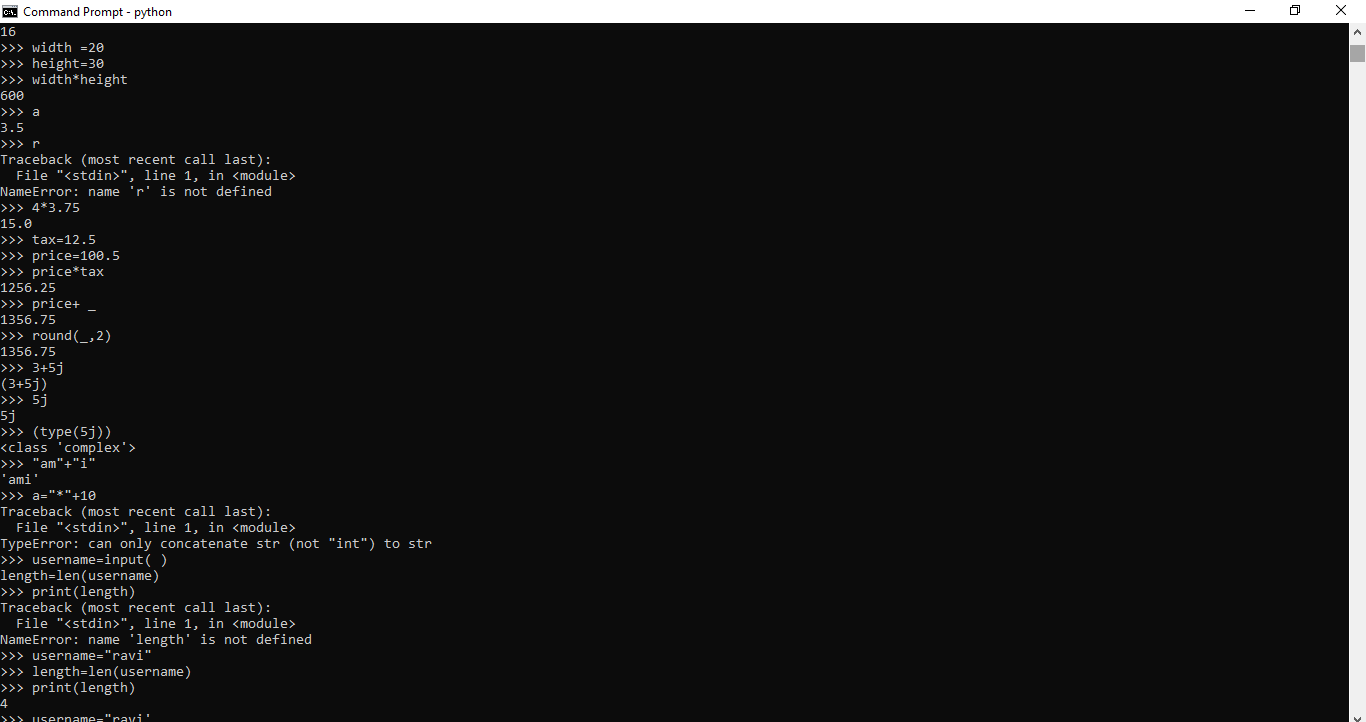 Command Prompt - python
16
>>> width =20
>>> height=30
>>> width*height
600
>>> a
3.5
>>> r
Traceback (most recent call last):
  File "<stdin>", line 1, in <module>
NameError: name 'r' is not defined
>>> 4*3.75
15.0
>>> tax=12.5
>>> price=100.5
>>> price*tax
1256.25
>>> price+ _
1356.75
>>> round(_,2)
1356.75
>>> 3+5j
(3+5j)
>>> 5j
5j
>>> (type(5j))
<class 'complex'>
>>> "am"+"i"
'ami'
>>> a="*"+10
Traceback (most recent call last):
  File "<stdin>", line 1, in <module>
TypeError: can only concatenate str (not "int") to str
>>> username=input( )
length=len(username)
>>> print(length)
Traceback (most recent call last):
  File "<stdin>", line 1, in <module>
NameError: name 'length' is not defined
>>> username="ravi"
>>> length=len(username)
>>> print(length)
4
>>> username="ravi'